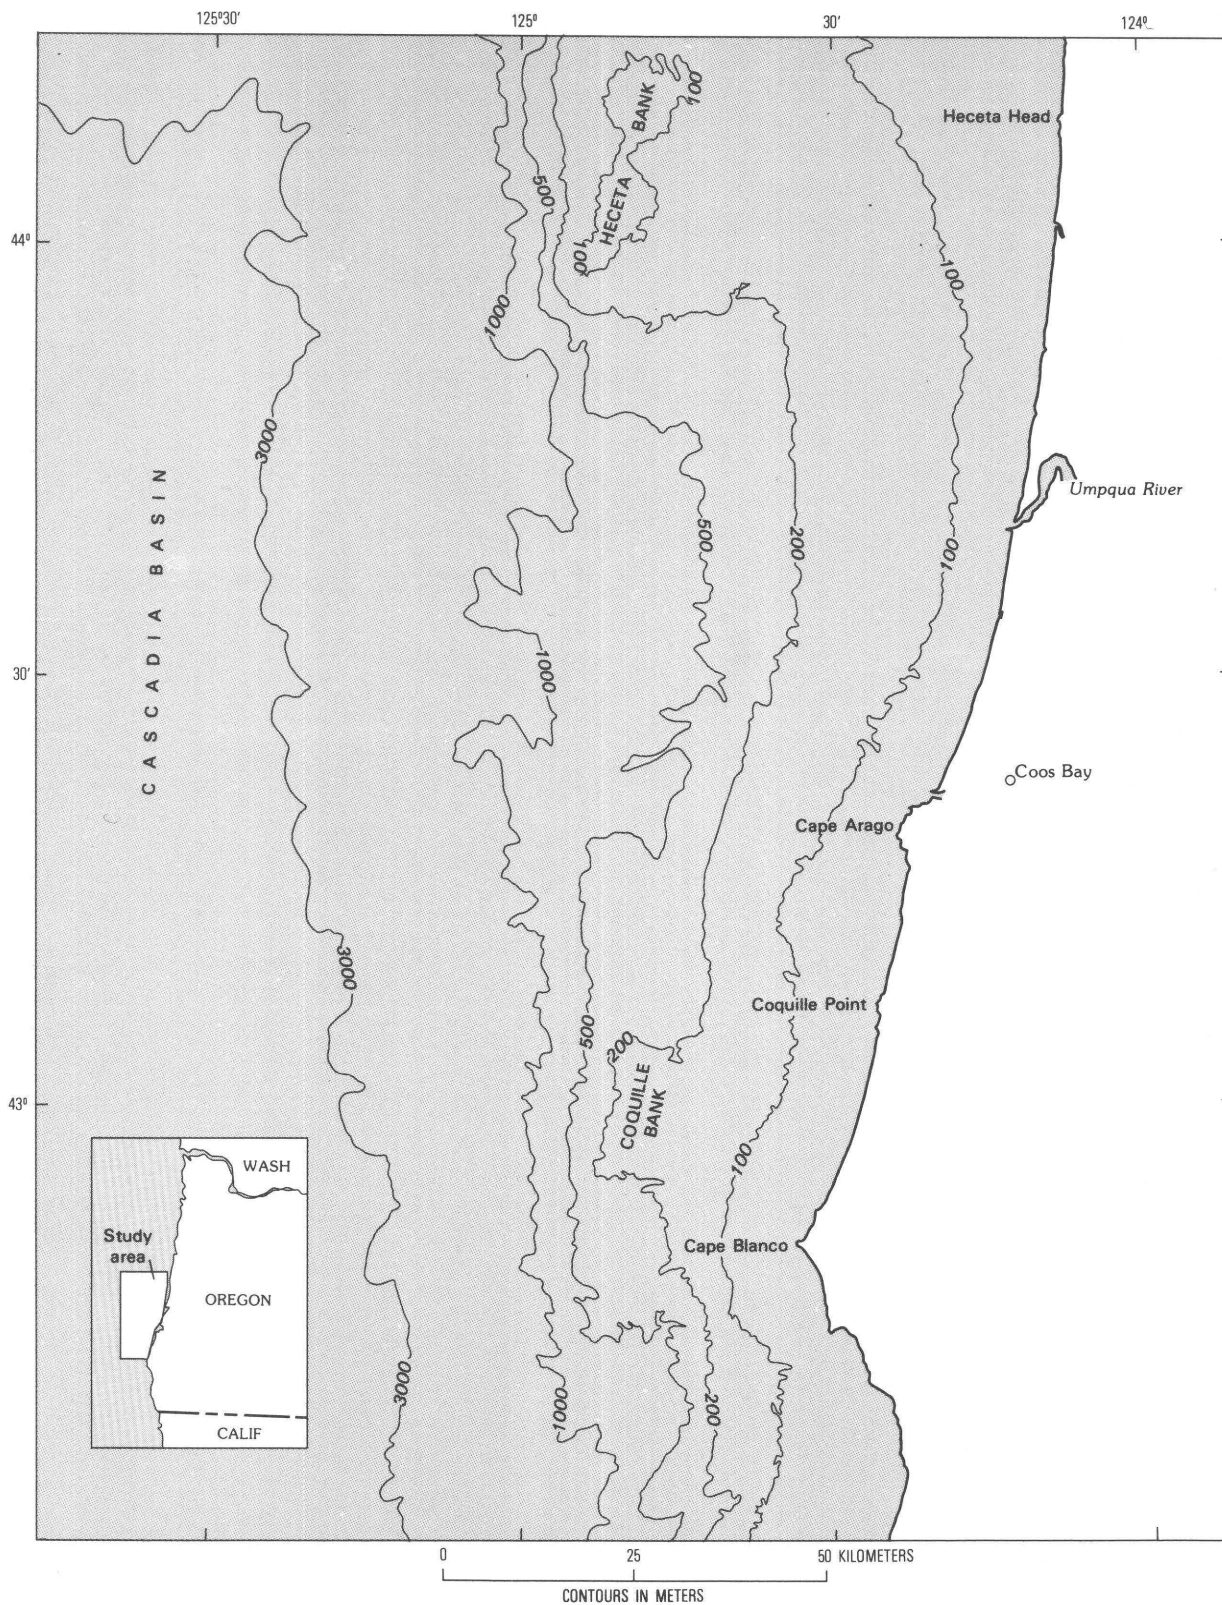 125°30'
125°
30'
124°
100
BANK
Heceta Head
500
HECETA
44°
100
100
1000
3000
Umpqua River
CASCADIA BASIN
500
200
100
30'
1000
Coos Bay
Cape Arago
3000
Coquille Point
500
200
COQUILLE
BANK
43°
100
WASH
Study
area
Cape Blanco
OREGON
3000
1000
200
CALIF
0
25
50 KILOMETERS
CONTOURS IN METERS